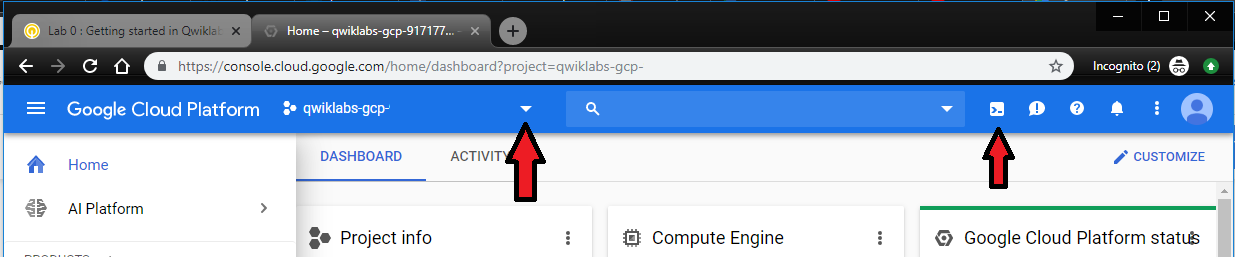 Lab 0 : Getting started in Qwikla
Home – qwiklabs-gcp-917177...
https://console.cloud.google.com/home/dashboard?project=qwiklabs-gcp-
Incognito (2)
Google Cloud Platform
qwiklabs-gcp-
Home
AI Platform
DASHBOARD
ACTIVITY
CUSTOMIZE
Project info
Compute Engine
Google Cloud Platform status
PRODUCTS